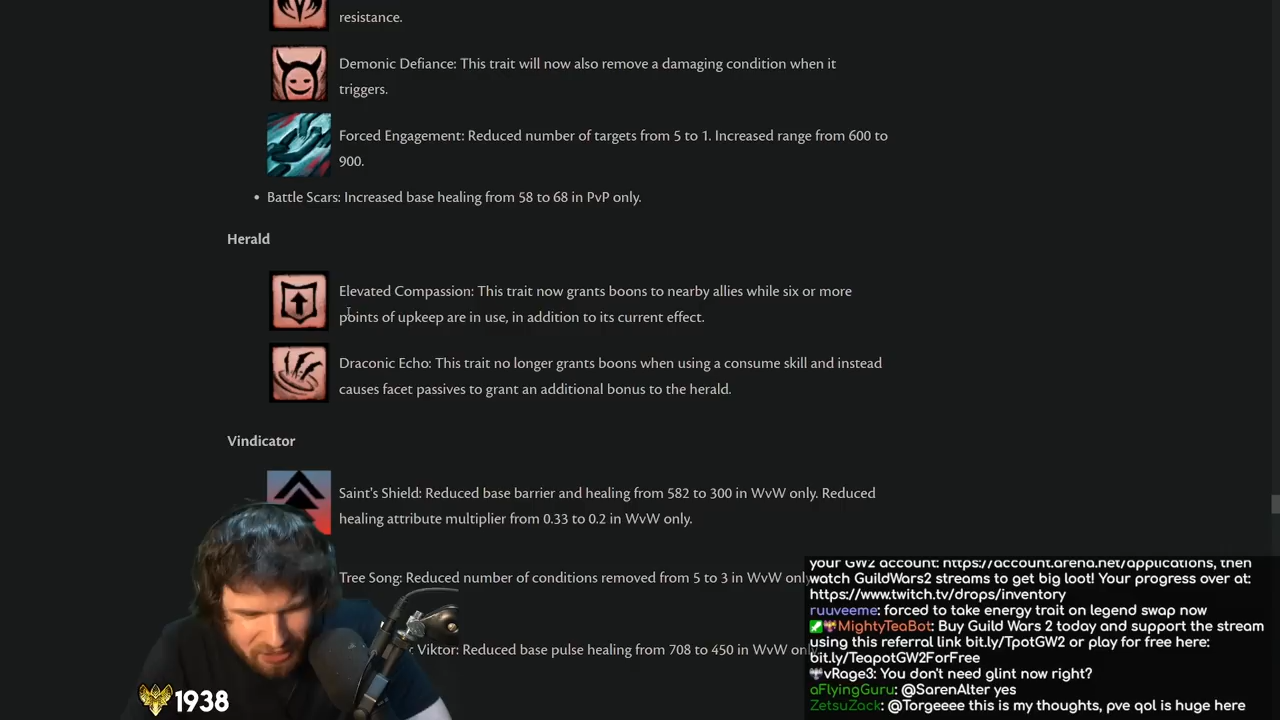 resistance.
Demonic Defiance: This trait will now also remove a damaging condition when it
triggers.
Forced Engagement: Reduced number of targets from 5 to 1. Increased range from 600 to
900.
• Battle Scars: Increased base healing from 58 to 68 in PvP only.
Herald
Elevated Compassion: This trait now grants boons to nearby allies while six or more
points of upkeep are in use, in addition to its current effect.
Draconic Echo: This trait no longer grants boons when using a consume skill and instead
causes facet passives to grant an additional bonus to the herald.
Vindicator
Saint's Shield: Reduced base barrier and healing from 582 to 300 in WvW only. Reduced
healing attribute multiplier from 0.33 to 0.2 in WvW only.
Tree Song: Reduced number of conditions removed from 5 to 3 in WvW only
Viktor: Reduced base pulse healing from 708 to 450 in WvW
1938
your GW2 account: https://account.arena.net/applications, then
watch GuildWars2 streams to get big loot! Your progress over at:
https://www.twitch.tv/drops/inventory
ruuveeme: forced to take energy trait on legend swap now
MightyTeaBot: Buy Guild Wars 2 today and support the stream
using this referral link bit.ly/TpotGW2 or play for free here:
bit.ly/TeapotGW2ForFree
vRage3: You don't need glint now right?
aFlyingGuru: @SarenAlter yes
ZetsuZack: @Torgeeee this is my thoughts, pve qol is huge here